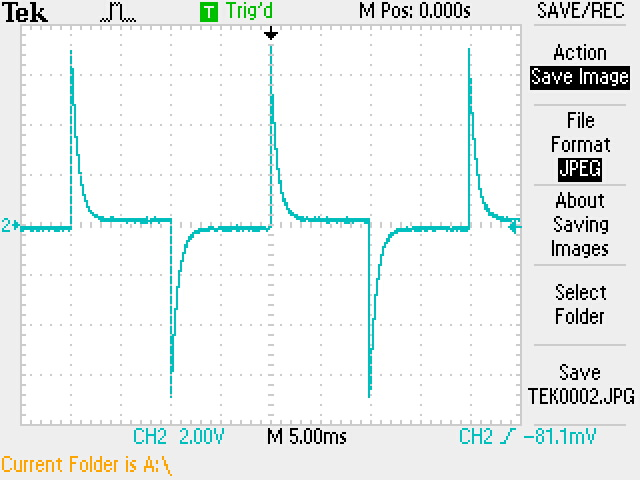 Tek
T Trig'd
M Pos: 0.000s
SAVE/REC
Action
Save Image
File
Format
JPEG
About
Saving
Images
Select
Folder
Save
TEK0002.JPG
2
CH2 2.00V
M 5.00ms
CH2 -81.1mV
Current Folder is A:\